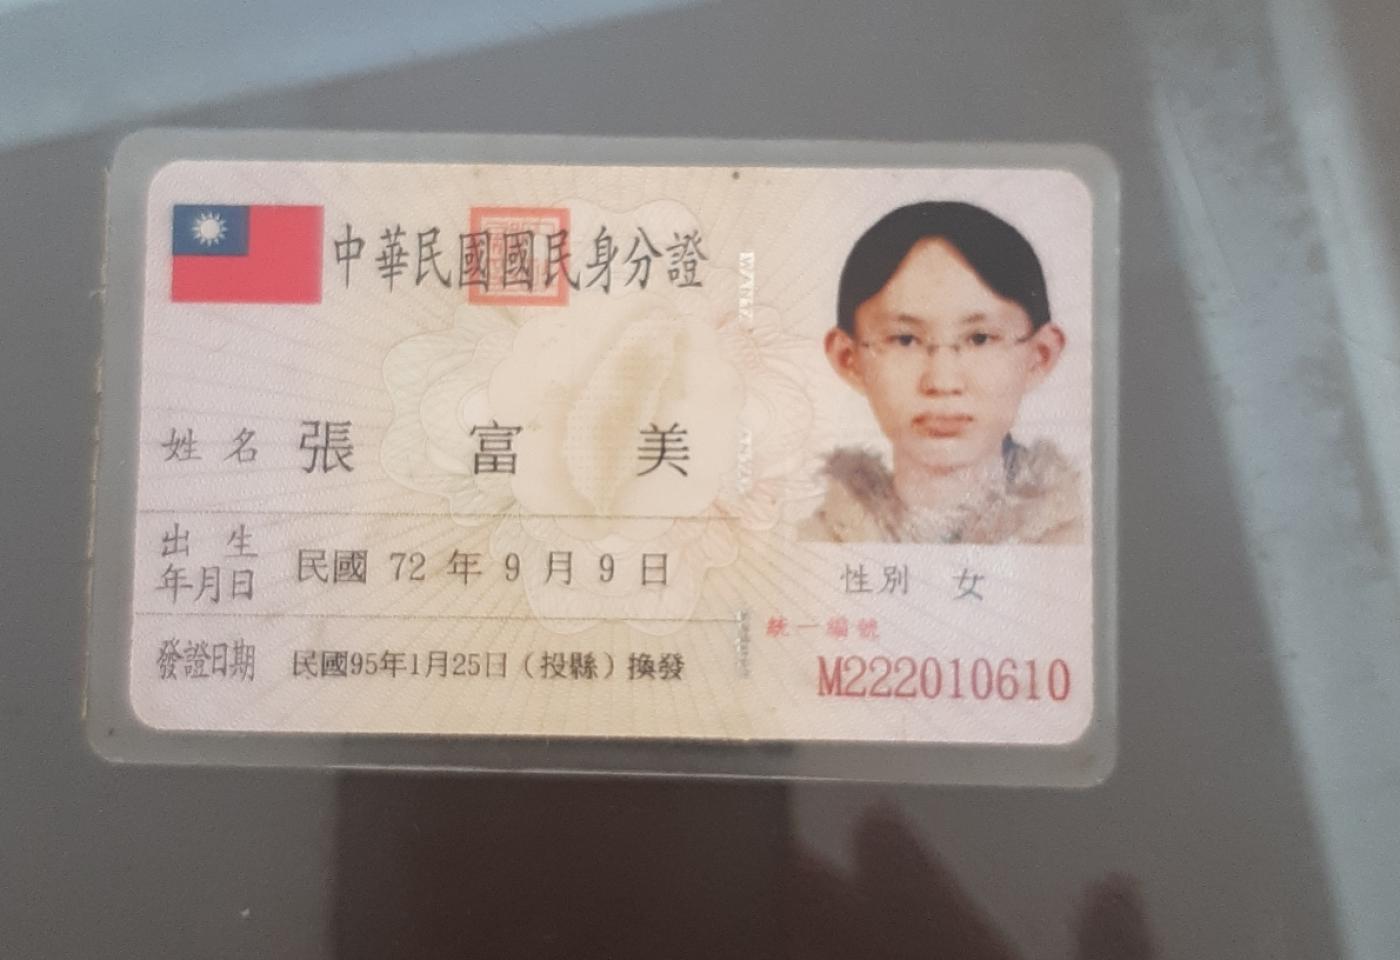 中華民國國民身分證
姓名 張富美
出生年月日 民國 72 年 9 月 9 日
發證日期 民國95年1月25日（投縣）換發
性別 女
統一編號
M222010610